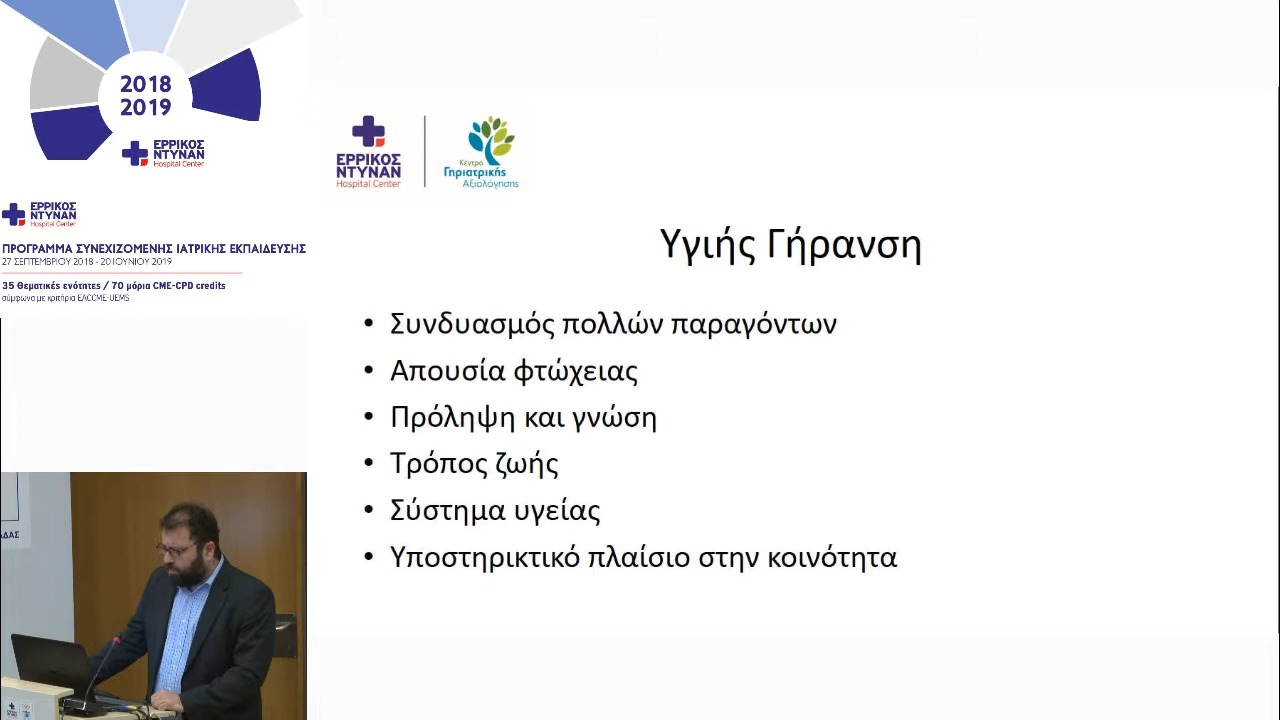 2018
2019
ΕΡΡΙΚΟΣ
ΝΤΥΝΑΝ
Hospital Center
ΕΡΡΙΚΟΣ
ΝΤΥΝΑΝ
Hospital Center
ΠΡΟΓΡΑΜΜΑ ΣΥΝΕΧΙΖΟΜΕΝΗΣ ΙΑΤΡΙΚΗΣ ΕΚΠΑΙΔΕΥΣΗΣ
27 ΣΕΠΤΕΜΒΡΙΟΥ 2018 - 20 ΙΟΥΝΙΟΥ 2019
35 Θεματικές ενότητες / 70 μόρια CME-CPD credits
σύμφωνα με κριτήρια EACCME-UEMS
ΕΡΡΙΚΟΣ
ΝΤΥΝΑΝ
Hospital Center
Κέντρο
Γηριατρικής
Αξιολόγησης
Υγιής Γήρανση
• Συνδυασμός πολλών παραγόντων
• Απουσία φτώχειας
• Πρόληψη και γνώση
• Τρόπος ζωής
• Σύστημα υγείας
• Υποστηρικτικό πλαίσιο στην κοινότητα
ΔΑΣ